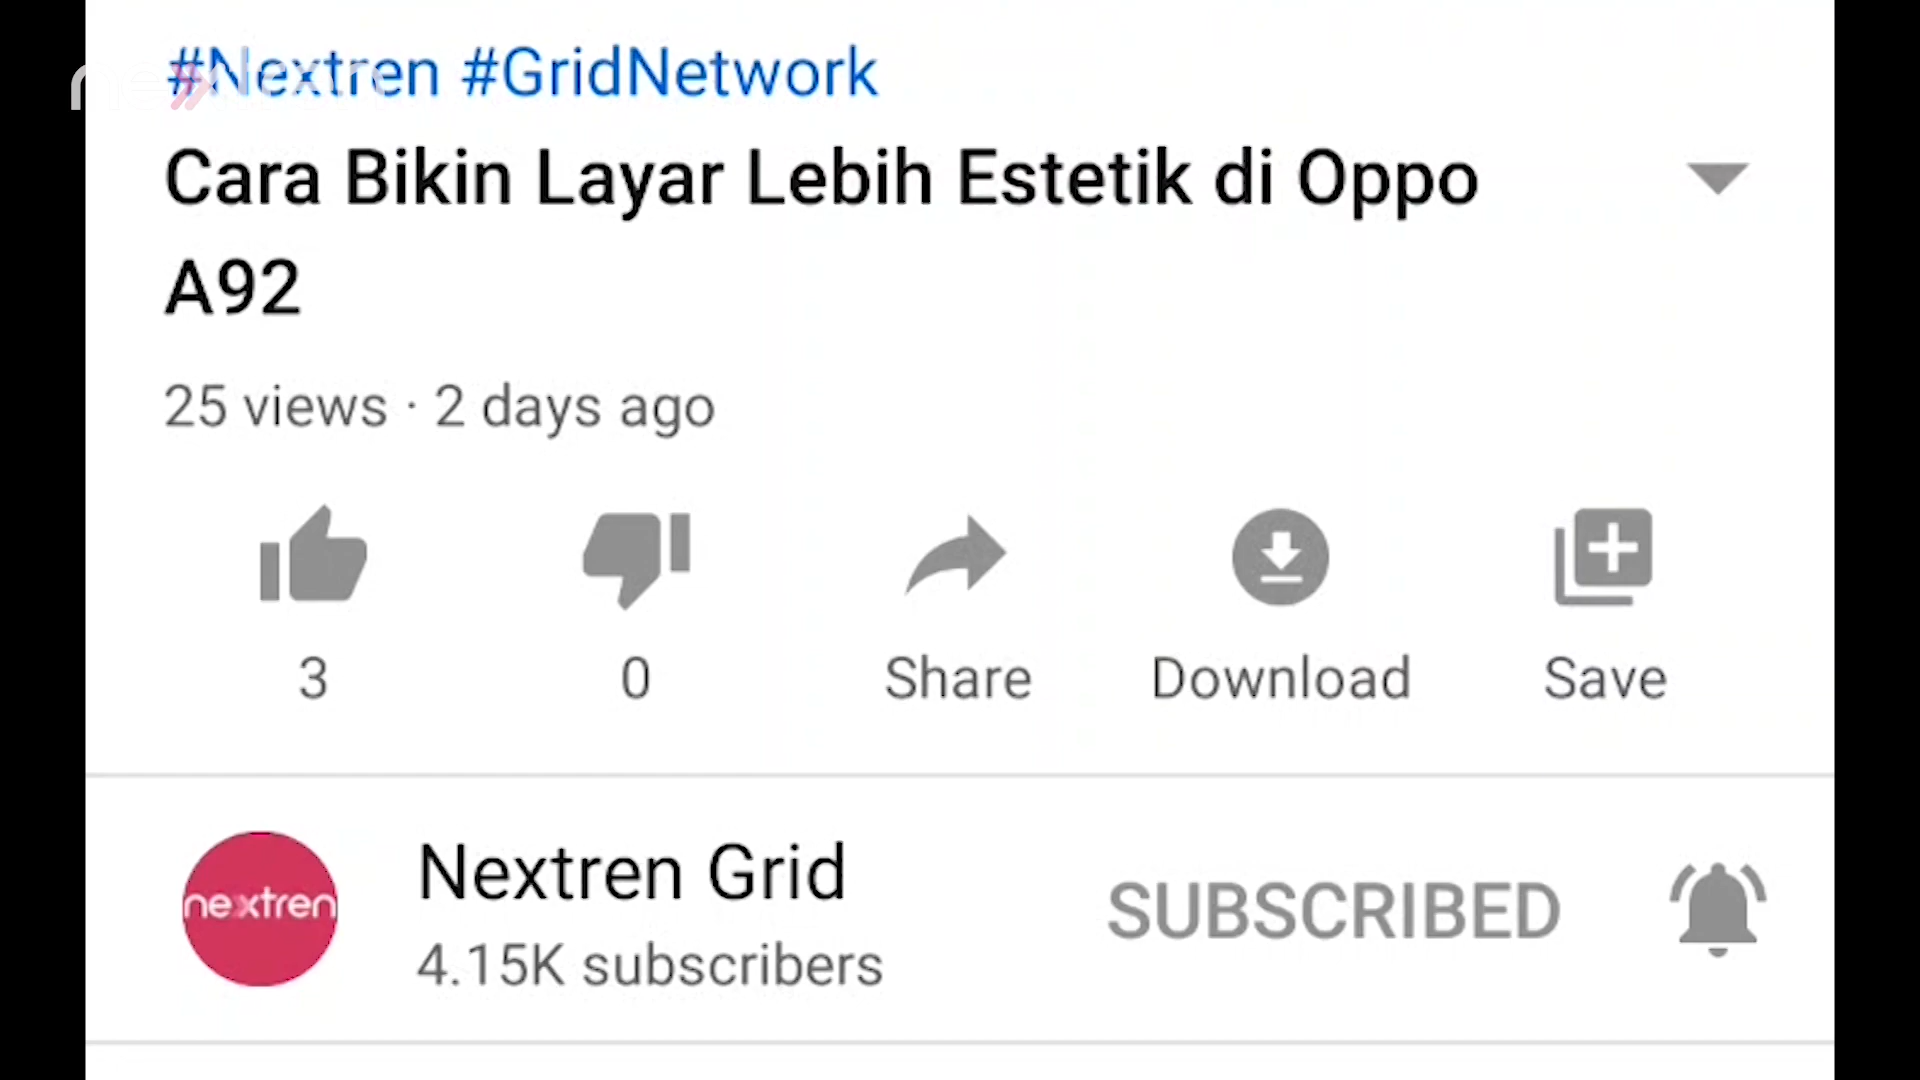 #Nextren #GridNetwork
nextren
Cara Bikin Layar Lebih Estetik di Oppo
A92
25 views · 2 days ago
3 0 Share Download Save
nextren
Nextren Grid
SUBSCRIBED
4.15K subscribers